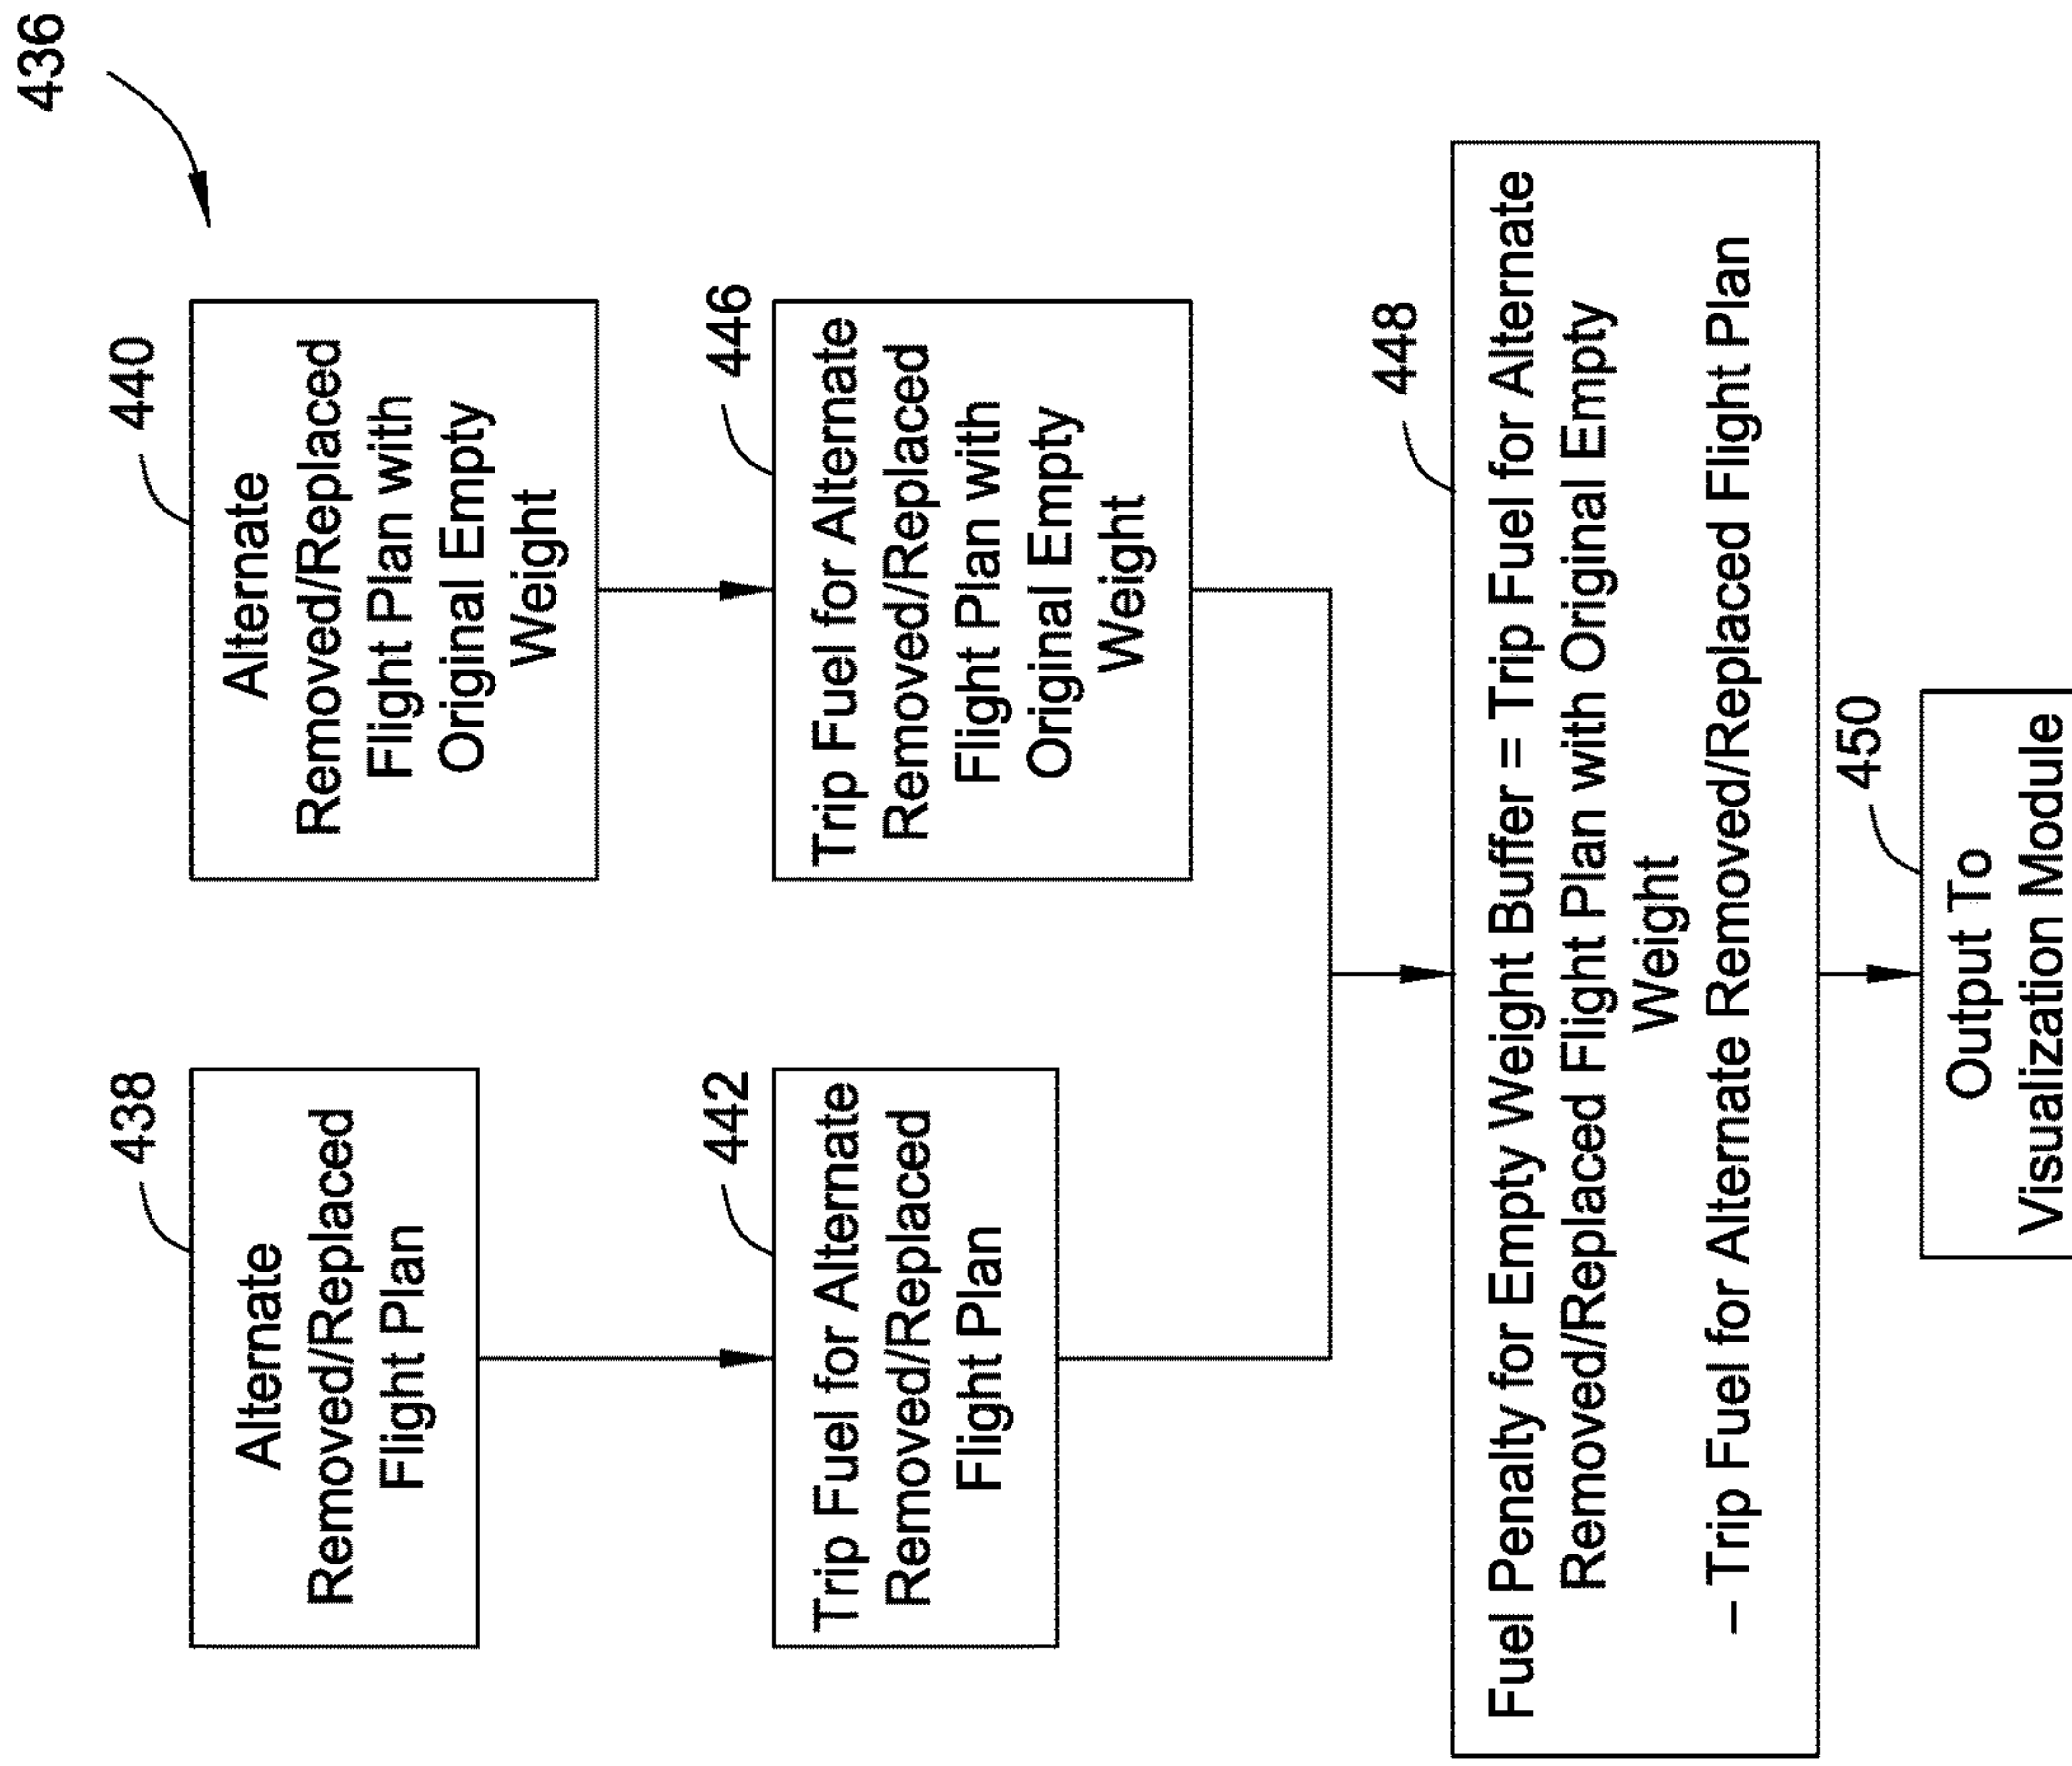 436
438
Alternate
Removed/Replaced
Flight Plan
440
Alternate
Removed/Replaced
Flight Plan with
Original Empty
Weight
442
Trip Fuel for Alternate
Removed/Replaced
Flight Plan
446
Trip Fuel for Alternate
Removed/Replaced
Flight Plan with
Original Empty
Weight
448
Fuel Penalty for Empty Weight Buffer = Trip Fuel for Alternate
Removed/Replaced Flight Plan with Original Empty
Weight
– Trip Fuel for Alternate Removed/Replaced Flight Plan
450
Output To
Visualization Module